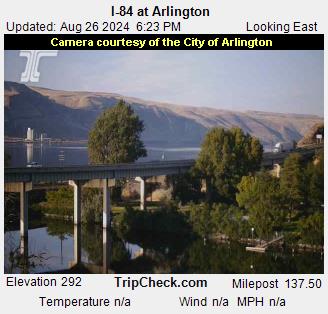 I-84 at Arlington
Updated: Aug 26 2024 6:23 PM Looking East
Camera courtesy of the City of Arlington
Elevation 292 TripCheck.com Milepost 137.50
Temperature n/a Wind n/a MPH n/a